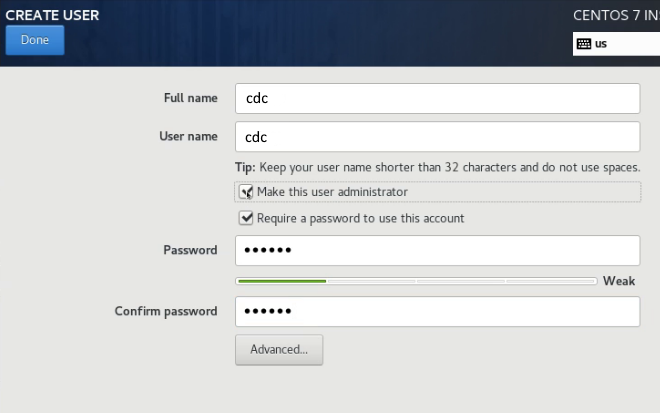 CREATE USER
CENTOS 7 IN
Done
us
Full name
cdc
User name
cdc
Tip: Keep your user name shorter than 32 characters and do not use spaces.
Make this user administrator
Require a password to use this account
Password
••••••
Weak
Confirm password
••••••
Advanced...